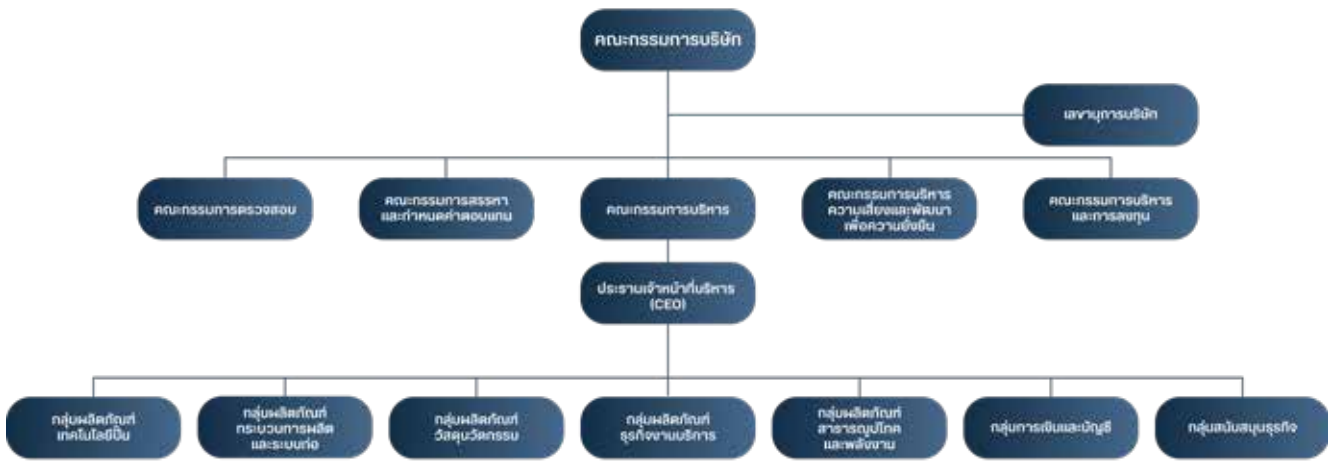 คณะกรรมการบริษัท
เลขานุการบริษัท
คณะกรรมการตรวจสอบ
คณะกรรมการสรรหา
และกำหนดค่าตอบแทน
คณะกรรมการบริหาร
คณะกรรมการบริหาร
ความเสี่ยงและพัฒนา
เพื่อความยั่งยืน
คณะกรรมการบริหาร
และการลงทุน
ประธานเจ้าหน้าที่บริหาร
(CEO)
กลุ่มผลิตภัณฑ์
เทคโนโลยีปั๊ม
กลุ่มผลิตภัณฑ์
กระบวนการผลิต
และระบบท่อ
กลุ่มผลิตภัณฑ์
วัสดุนวัตกรรม
กลุ่มผลิตภัณฑ์
ธุรกิจงานบริการ
กลุ่มผลิตภัณฑ์
สาธารณูปโภค
และพลังงาน
กลุ่มการเงินและบัญชี
กลุ่มสนับสนุนธุรกิจ